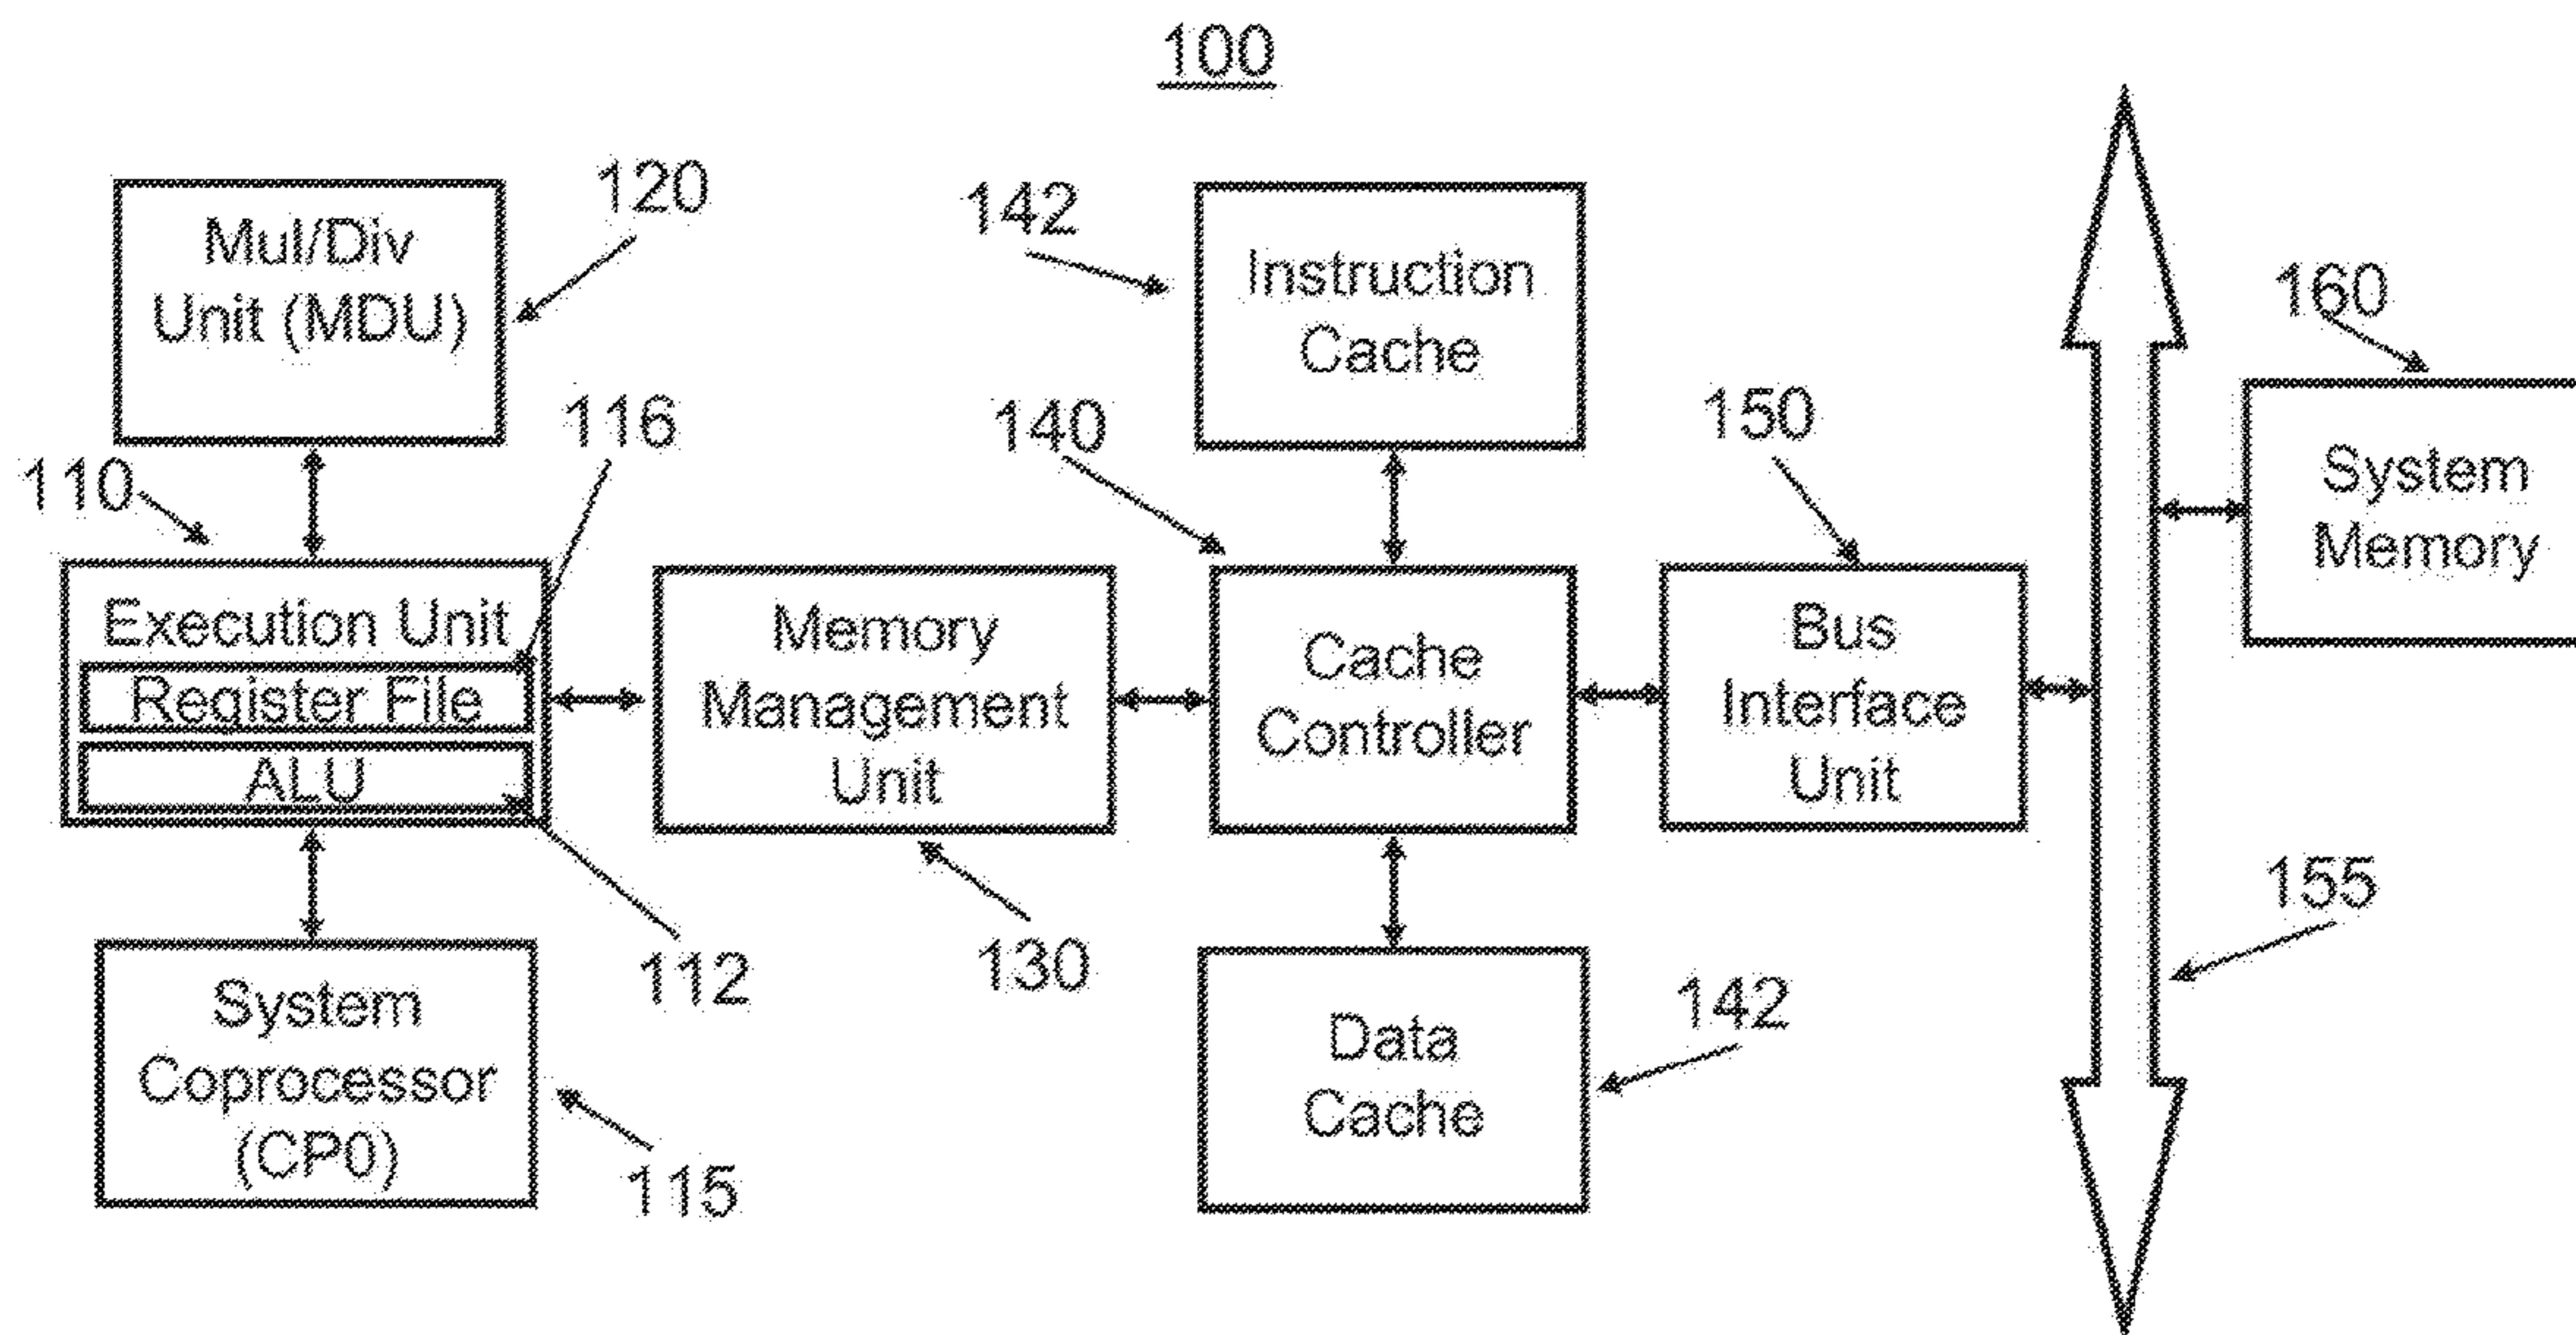 100
120
Mul/Div
Unit (MDU)
142
Instruction
Cache
160
System
Memory
116
140
150
110
Execution Unit
Register File
ALU
Memory
Management
Unit
Cache
Controller
Bus
Interface
Unit
112
130
155
System
Coprocessor
(CP0)
115
Data
Cache
142